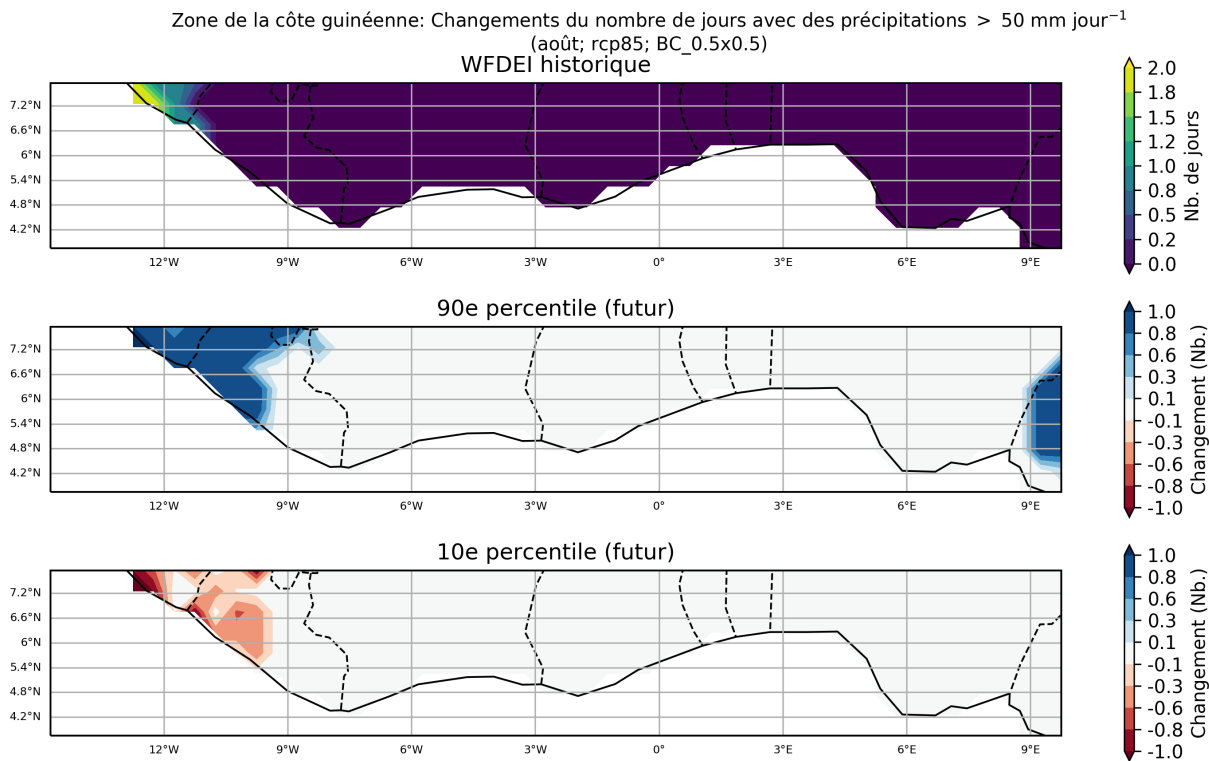 Zone de la côte guinéenne: Changements du nombre de jours avec des précipitations > 50 mm jour⁻¹
(août; rcp85; BC_0.5x0.5)
WFDEI historique
7.2°N
6.6°N
6°N
5.4°N
4.8°N
4.2°N
12°W 9°W 6°W 3°W 0° 3°E 6°E 9°E
2.0
1.8
1.5
1.2
1.0
0.8
0.5
0.2
0.0
Nb. de jours
90e percentile (futur)
7.2°N
6.6°N
6°N
5.4°N
4.8°N
4.2°N
12°W 9°W 6°W 3°W 0° 3°E 6°E 9°E
1.0
0.8
0.6
0.3
0.1
-0.1
-0.3
-0.6
-0.8
-1.0
Changement (Nb.)
10e percentile (futur)
7.2°N
6.6°N
6°N
5.4°N
4.8°N
4.2°N
12°W 9°W 6°W 3°W 0° 3°E 6°E 9°E
1.0
0.8
0.6
0.3
0.1
-0.1
-0.3
-0.6
-0.8
-1.0
Changement (Nb.)